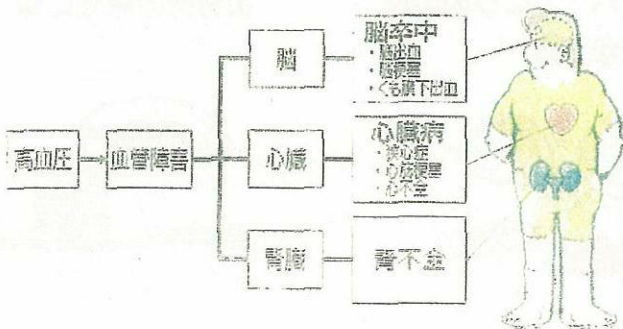 高血圧
血管障害
脳
脳卒中
・脳出血
・脳梗塞
・くも膜下出血
心臓
心臓病
・狭心症
・心筋梗塞
・心不全
腎臓
腎不全